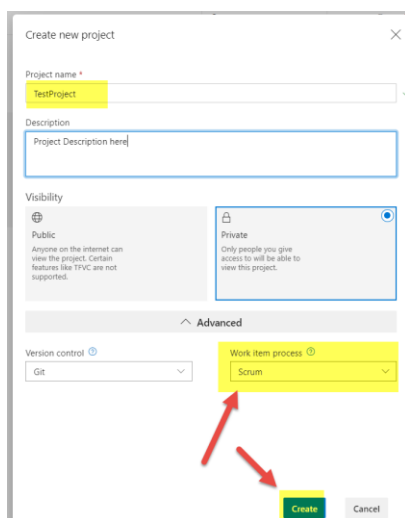 Create new project
Project name *
TestProject
Description
Project Description here
Visibility
Public
Anyone on the internet can
view the project. Certain
features like TFVC are not
supported.
Private
Only people you give
access to will be able to
view this project.
Advanced
Version control
Git
Work item process
Scrum
Create
Cancel